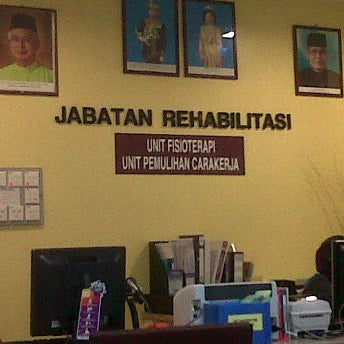 JABATAN REHABILITASI
UNIT FISIOTERAPI
UNIT PEMULIHAN CARAKERJA